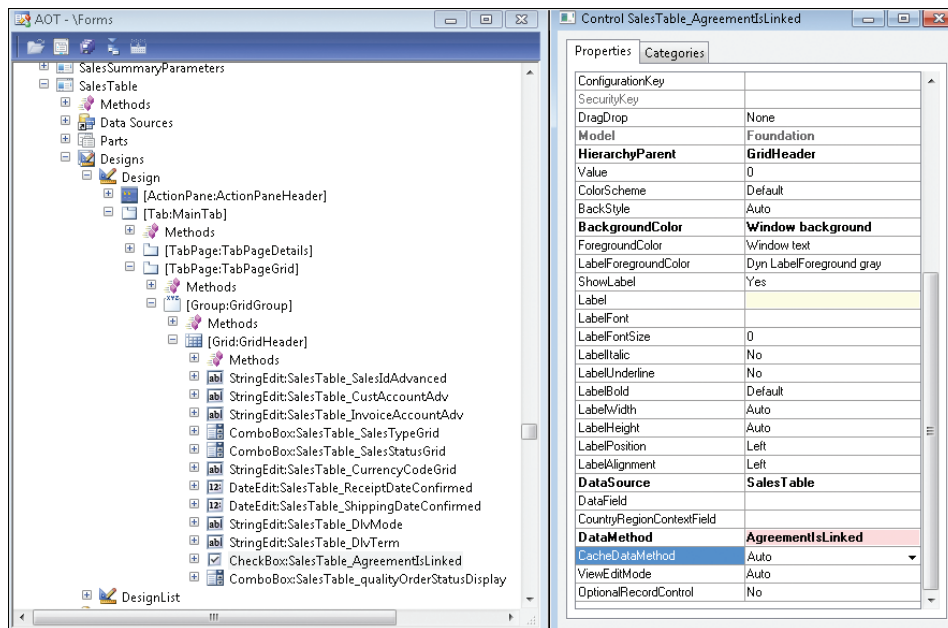 AOT - \Forms
SalesSummaryParameters
SalesTable
Methods
Data Sources
Parts
Designs
Design
[ActionPane:ActionPaneHeader]
[Tab:MainTab]
Methods
[TabPage:TabPageDetails]
[TabPage:TabPageGrid]
Methods
[Group:GridGroup]
Methods
[Grid:GridHeader]
Methods
StringEdit:SalesTable_SalesIdAdvanced
StringEdit:SalesTable_CustAccountAdv
StringEdit:SalesTable_InvoiceAccountAdv
ComboBox:SalesTable_SalesTypeGrid
ComboBox:SalesTable_SalesStatusGrid
StringEdit:SalesTable_CurrencyCodeGrid
DateEdit:SalesTable_ReceiptDateConfirmed
DateEdit:SalesTable_ShippingDateConfirmed
StringEdit:SalesTable_DlvMode
StringEdit:SalesTable_DlvTerm
CheckBox:SalesTable_AgreementIsLinked
ComboBox:SalesTable_qualityOrderStatusDisplay
DesignList
Control SalesTable_AgreementIsLinked
Properties Categories
ConfigurationKey
SecurityKey
DragDrop None
Model Foundation
HierarchyParent GridHeader
Value 0
ColorScheme Default
BackStyle Auto
BackgroundColor Window background
ForegroundColor Window text
LabelForegroundColor Dyn LabelForeground gray
ShowLabel Yes
Label
LabelFont
LabelFontSize 0
LabelItalic No
LabelUnderline No
LabelBold Default
LabelWidth Auto
LabelHeight Auto
LabelPosition Left
LabelAlignment Left
DataSource SalesTable
DataField
CountryRegionContextField
DataMethod AgreementIsLinked
CacheDataMethod Auto
ViewEditMode Auto
OptionalRecordControl No